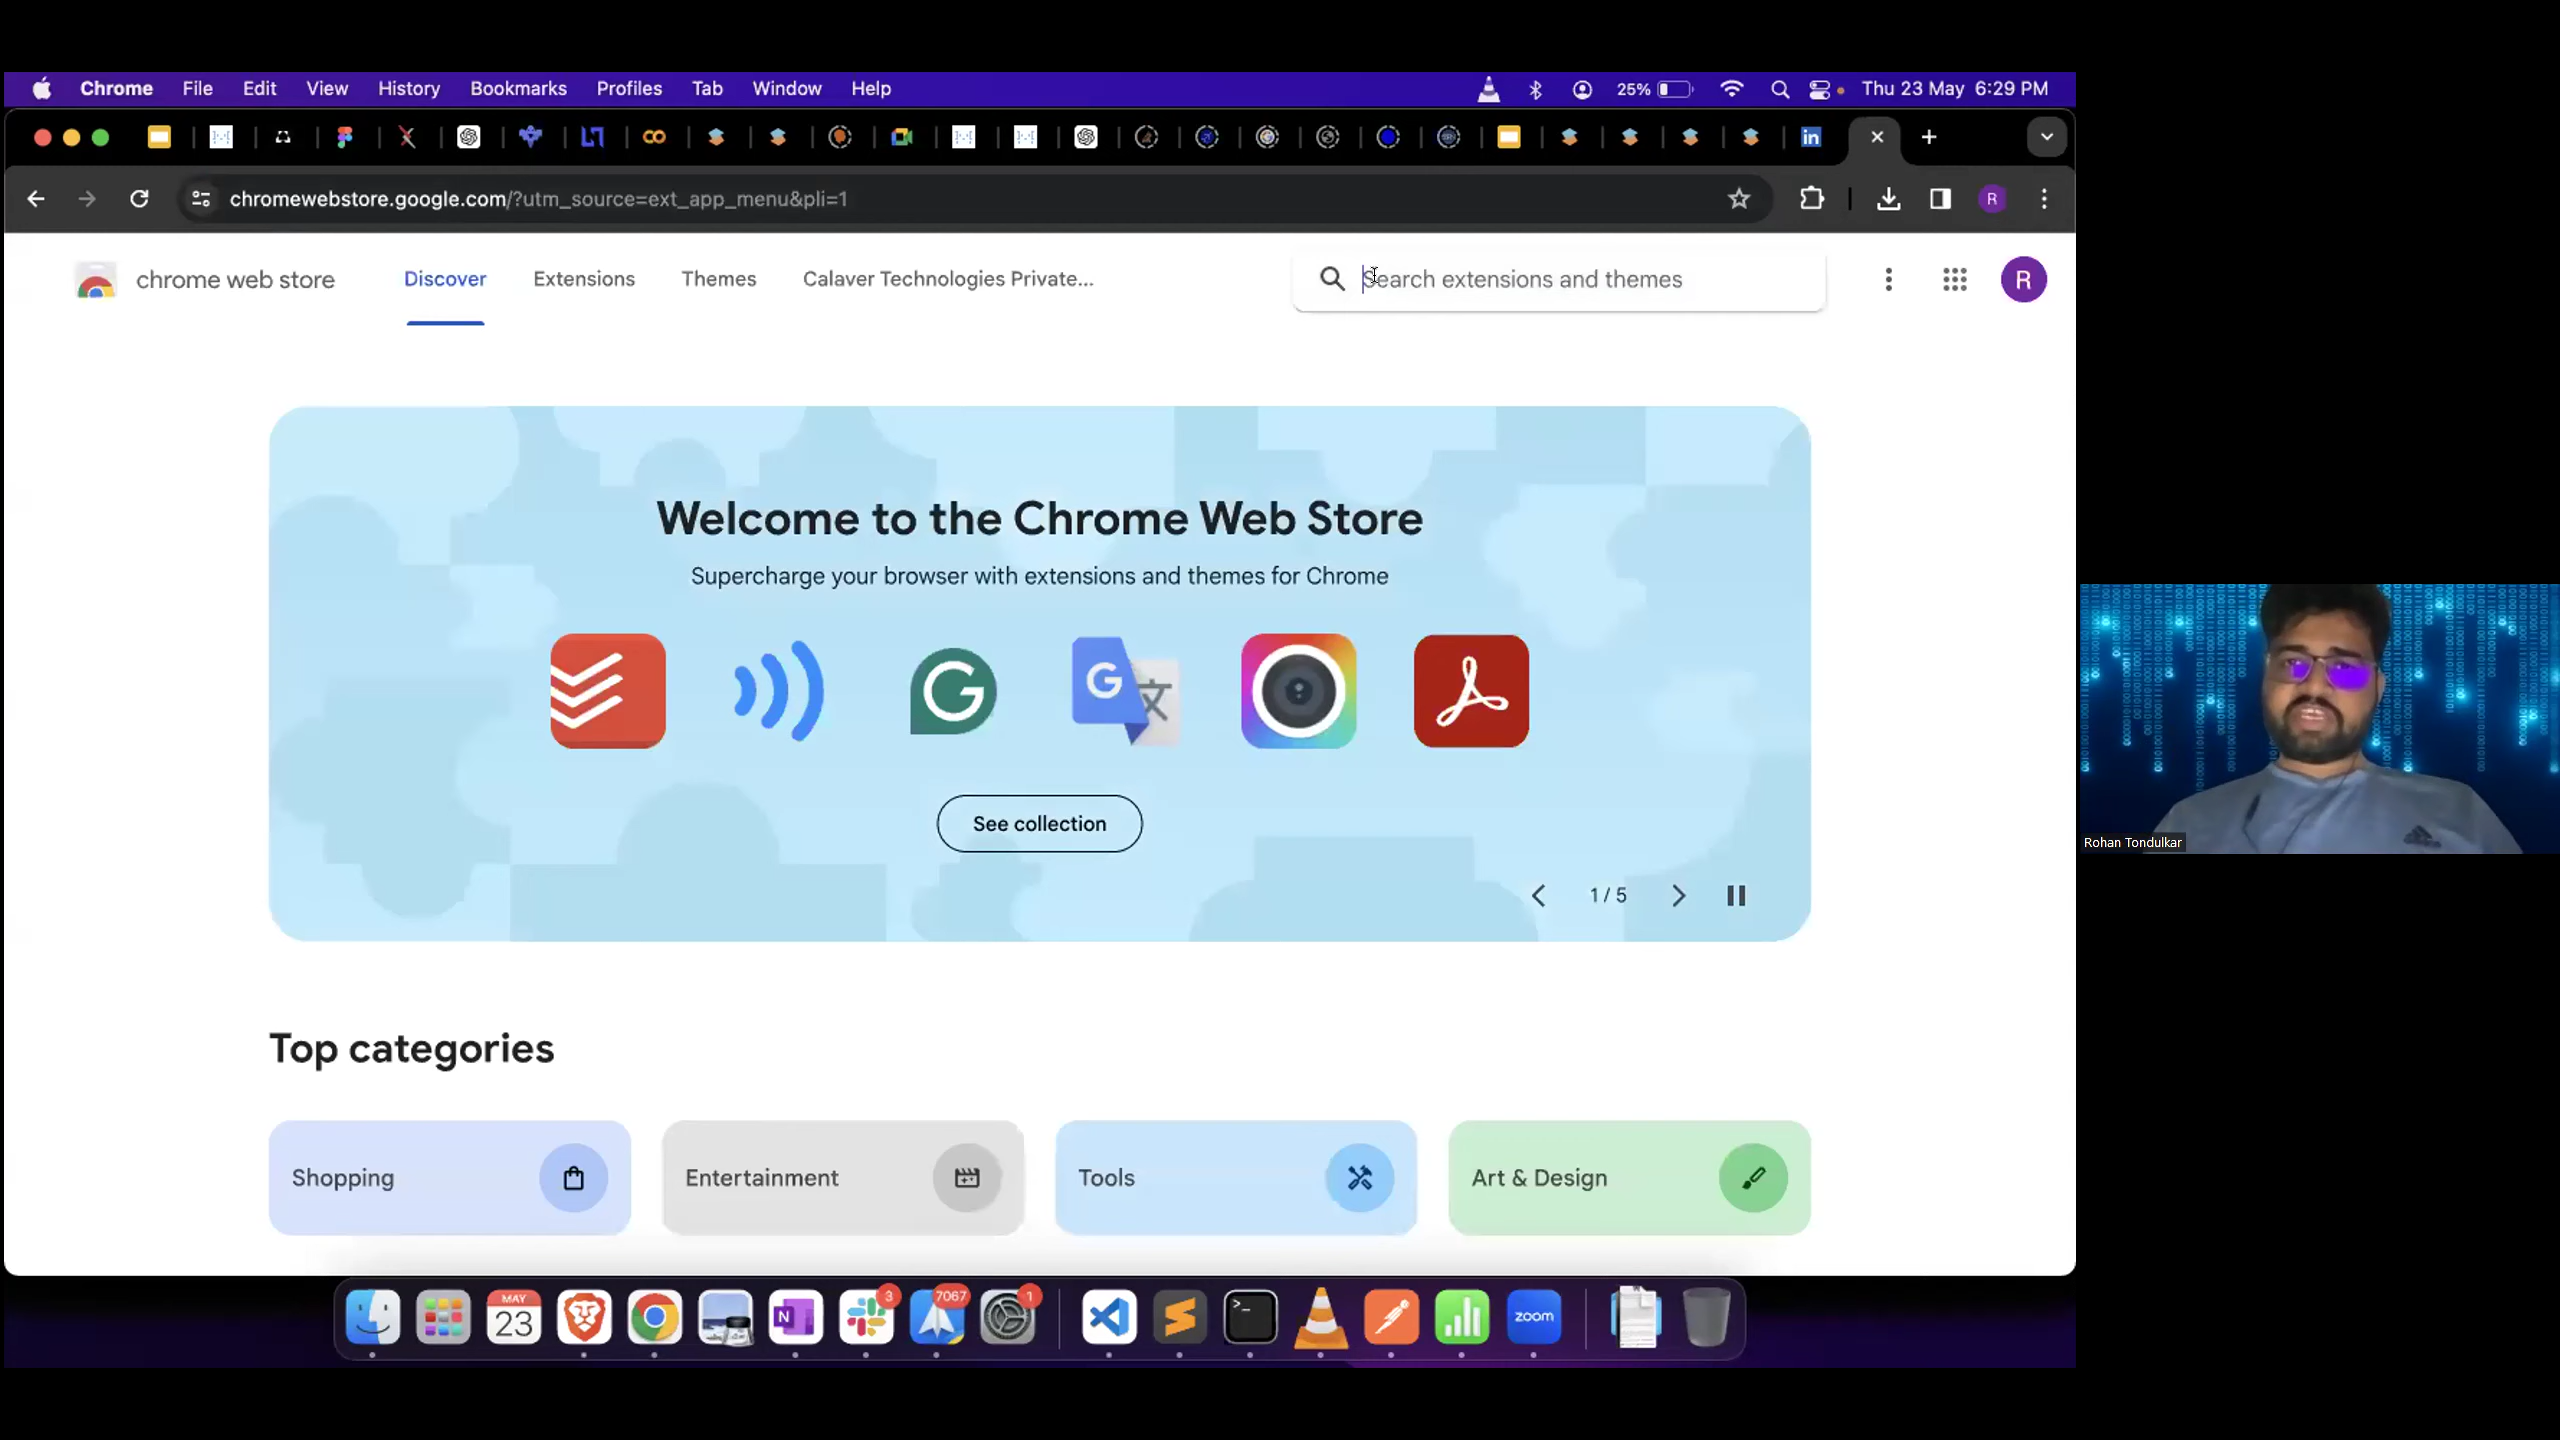 Chrome File Edit View History Bookmarks Profiles Tab Window Help 25% Thu 23 May 6:29 PM
chromewebstore.google.com/?utm_source=ext_app_menu&pli=1 R
chrome web store Discover Extensions Themes Calaver Technologies Private... Search extensions and themes R
Welcome to the Chrome Web Store
Supercharge your browser with extensions and themes for Chrome
See collection
1 / 5
Rohan Tondulkar
Top categories
Shopping Entertainment Tools Art & Design
MAY 3 7067 1
23 N zoom